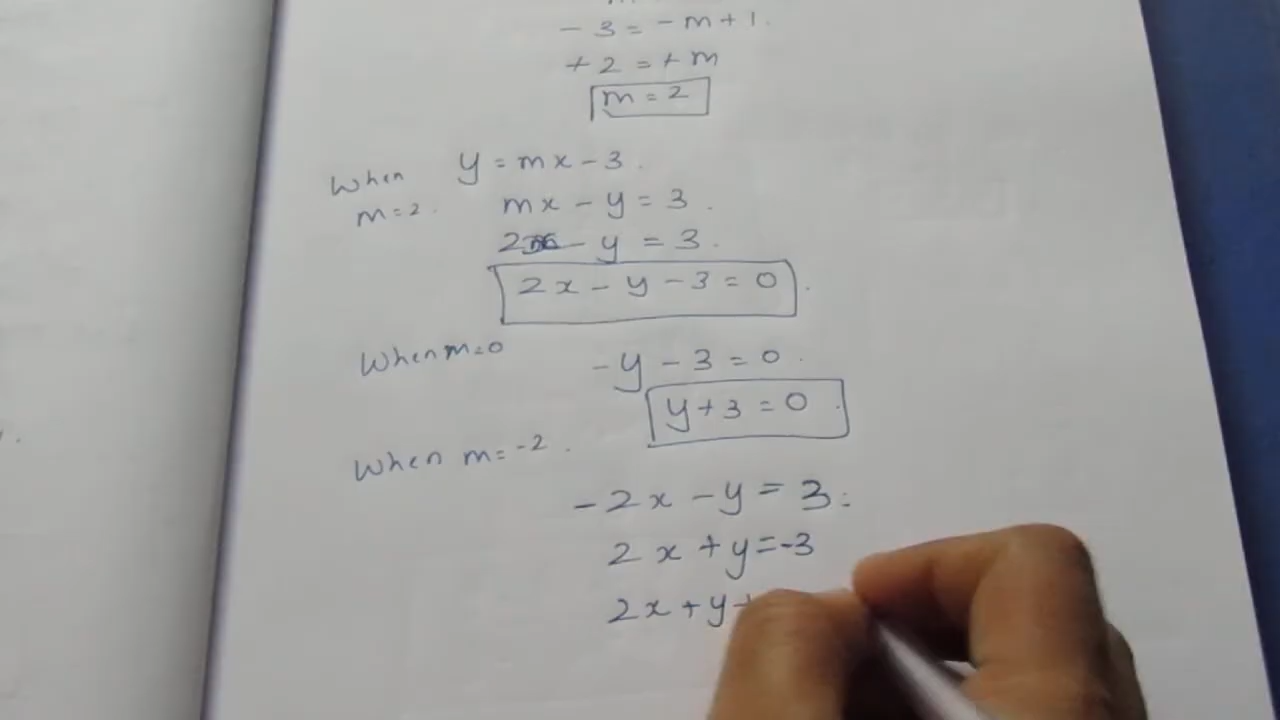 - 3 = - m + 1.
+ 2 = + m
m = 2
When y = mx - 3.
m = 2. mx - y = 3.
2 - y = 3.
2x - y - 3 = 0.
When m = 0 - y - 3 = 0.
y + 3 = 0.
When m = -2.
- 2x - y = 3.
2x + y = -3
2x + y +